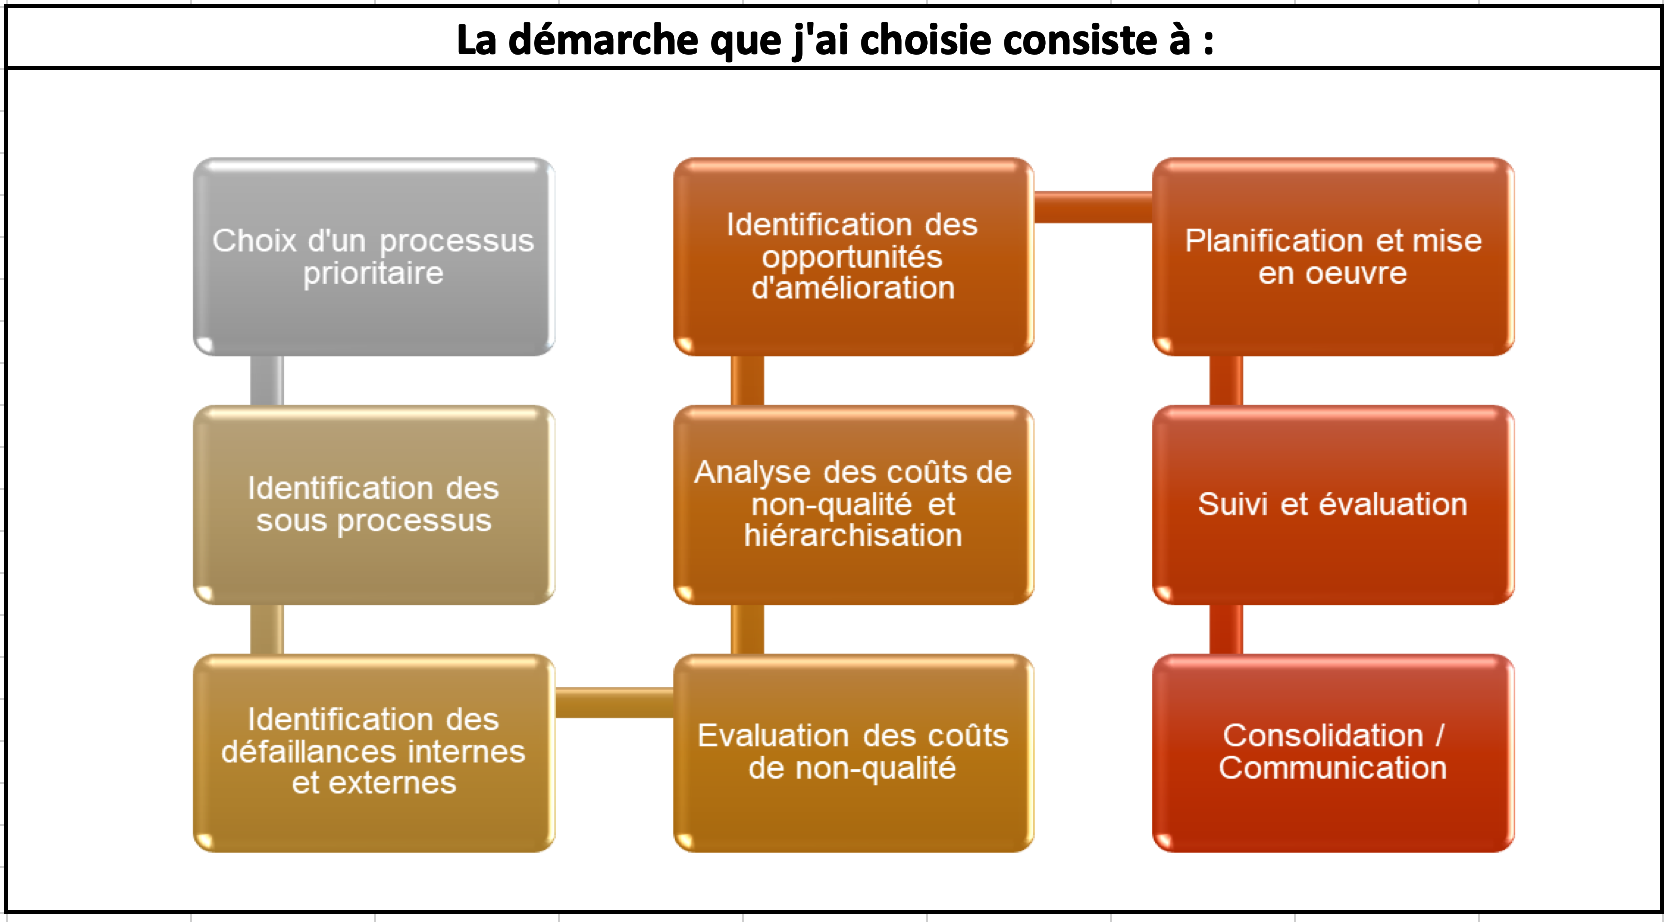 La démarche que j'ai choisie consiste à :
Choix d'un processus
prioritaire
Identification des
sous processus
Identification des
défaillances internes
et externes
Evaluation des coûts
de non-qualité
Analyse des coûts de
non-qualité et
hiérarchisation
Identification des
opportunités
d'amélioration
Planification et mise
en oeuvre
Suivi et évaluation
Consolidation /
Communication